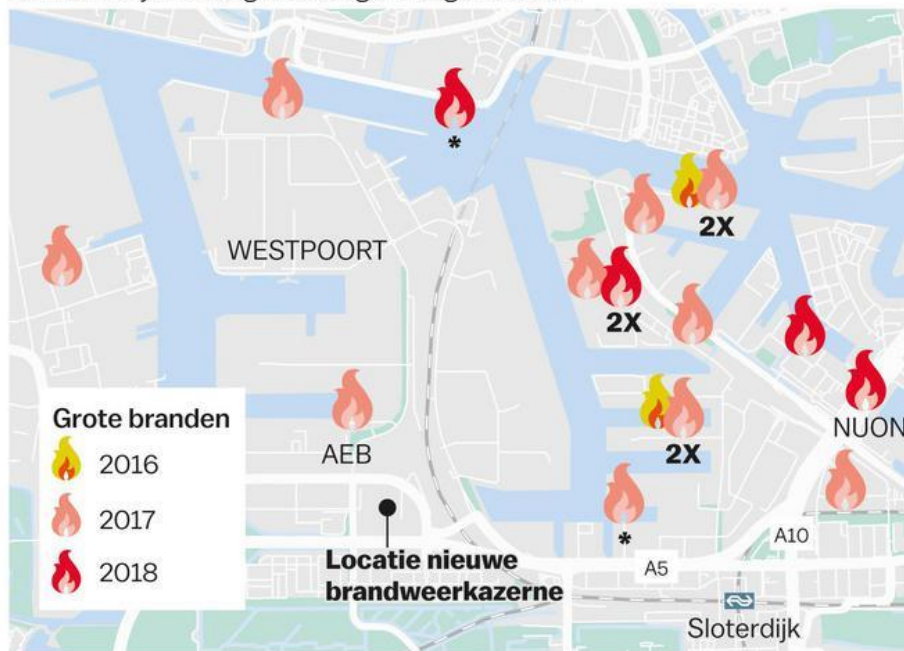 *
2X
WESTPOORT
2X
Grote branden
2016
2017
2018
AEB
2X
NUON
*
Locatie nieuwe
brandweerkazerne
A5
A10
Sloterdijk